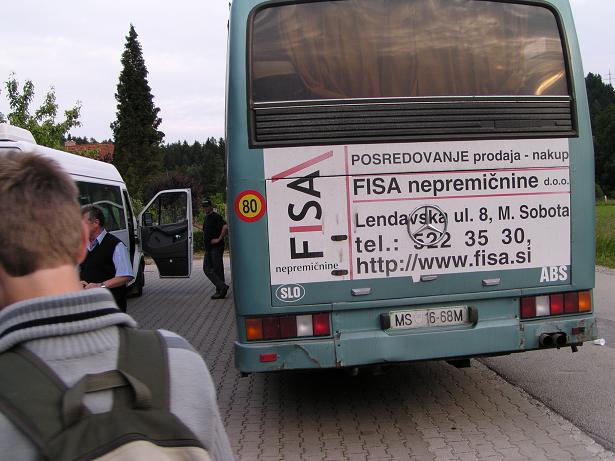 POSREDOVANJE prodaja - nakup
FISA
nepremičnine
FISA nepremičnine d.o.o.
Lendavska ul. 8, M. Sobota
tel.: 522 35 30,
http://www.fisa.si
80
SLO
ABS
MS 16-68M